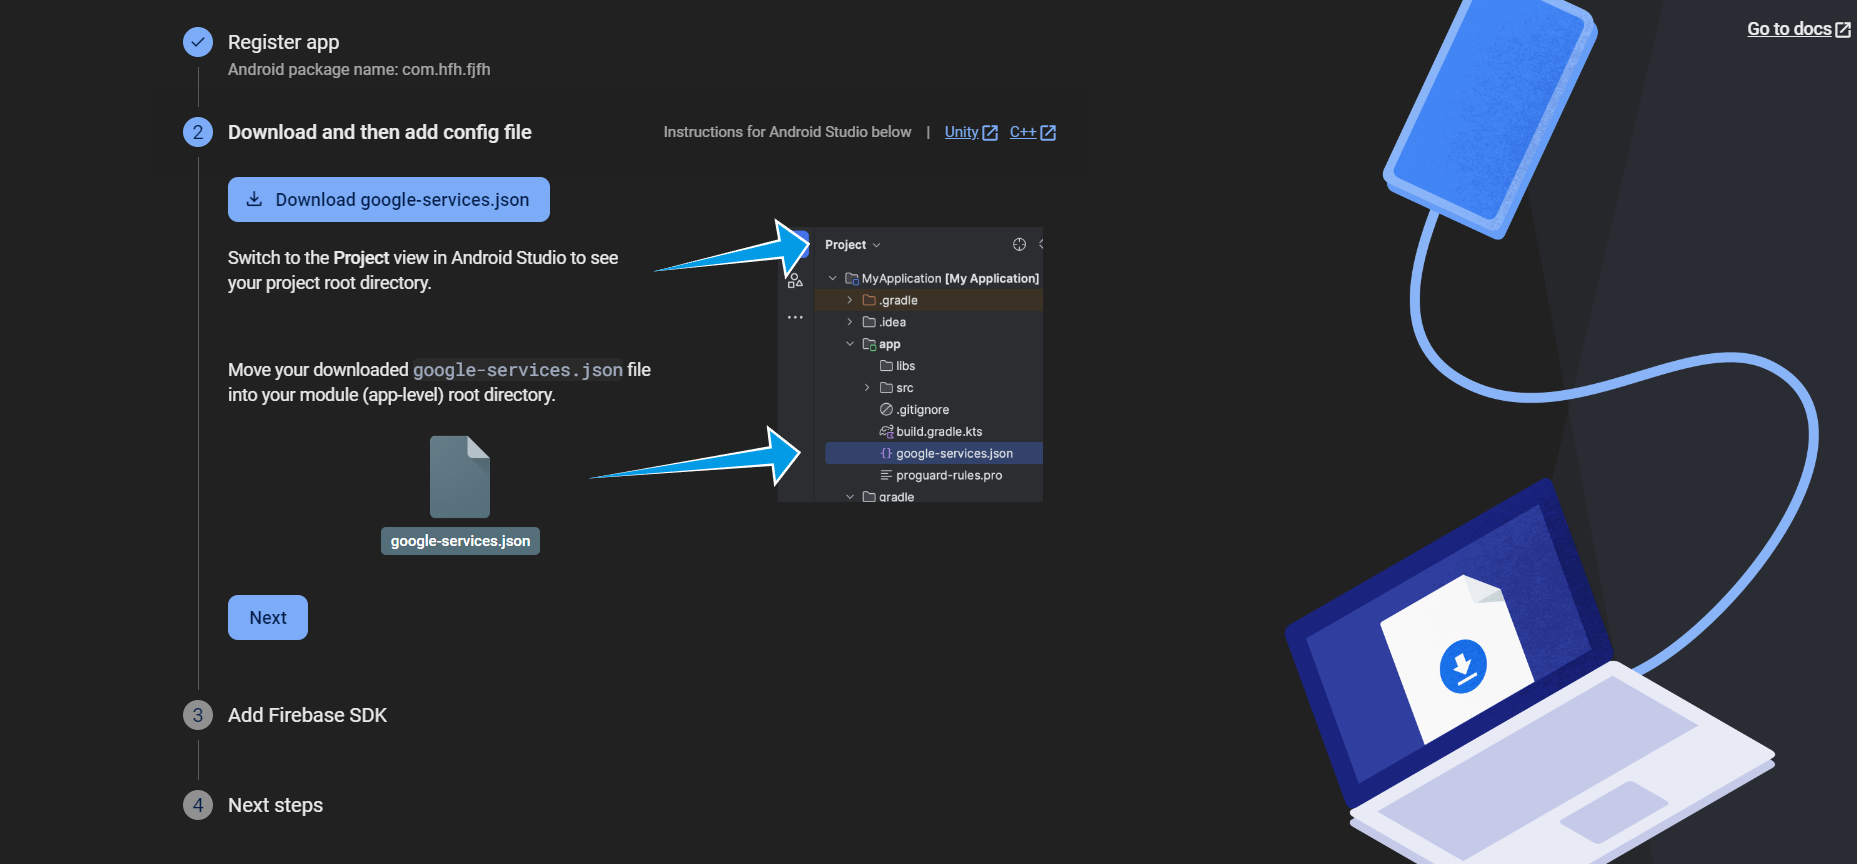 Go to docs
Register app
Android package name: com.hfh.fjfh
2 Download and then add config file
Instructions for Android Studio below | Unity C++
Download google-services.json
Switch to the Project view in Android Studio to see
your project root directory.
Move your downloaded google-services.json file
into your module (app-level) root directory.
google-services.json
Project
MyApplication [My Application]
.gradle
.idea
app
libs
src
.gitignore
build.gradle.kts
google-services.json
proguard-rules.pro
gradle
Next
3 Add Firebase SDK
4 Next steps